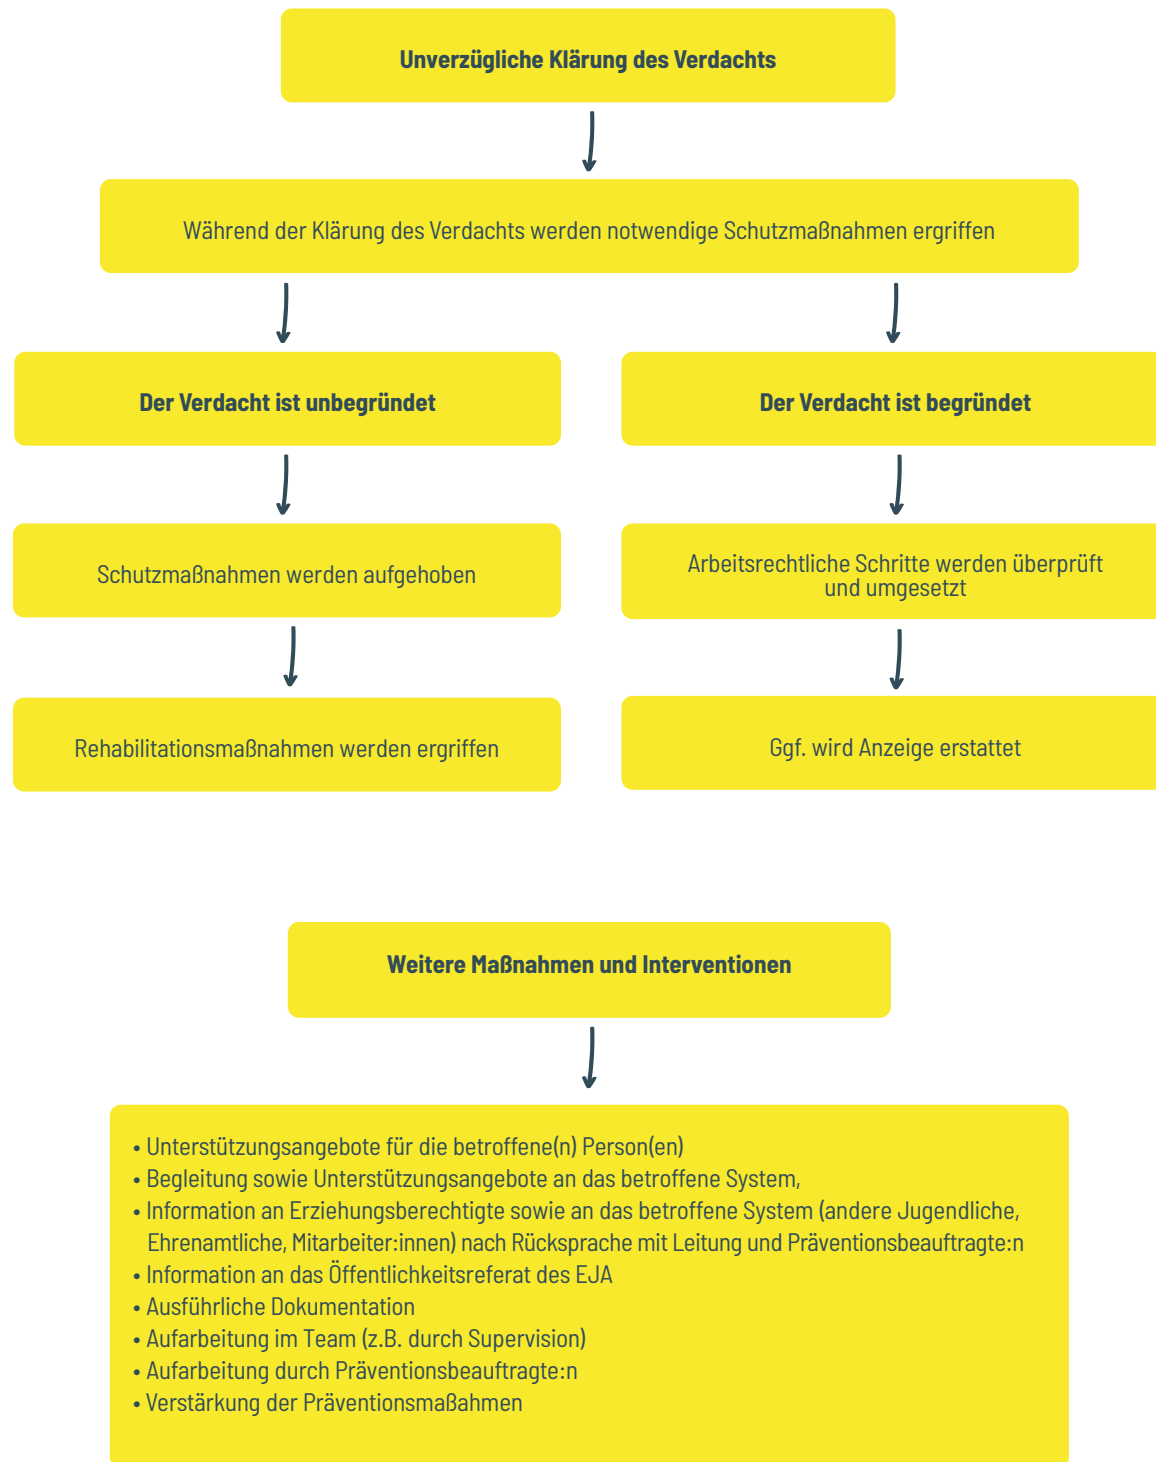 Unverzügliche Klärung des Verdachts
Während der Klärung des Verdachts werden notwendige Schutzmaßnahmen ergriffen
Der Verdacht ist unbegründet
Der Verdacht ist begründet
Schutzmaßnahmen werden aufgehoben
Arbeitsrechtliche Schritte werden überprüft
und umgesetzt
Rehabilitationsmaßnahmen werden ergriffen
Ggf. wird Anzeige erstattet
Weitere Maßnahmen und Interventionen
• Unterstützungsangebote für die betroffene(n) Person(en)
• Begleitung sowie Unterstützungsangebote an das betroffene System,
• Information an Erziehungsberechtigte sowie an das betroffene System (andere Jugendliche,
Ehrenamtliche, Mitarbeiter:innen) nach Rücksprache mit Leitung und Präventionsbeauftragte:n
• Information an das Öffentlichkeitsreferat des EJA
• Ausführliche Dokumentation
• Aufarbeitung im Team (z.B. durch Supervision)
• Aufarbeitung durch Präventionsbeauftragte:n
• Verstärkung der Präventionsmaßahmen